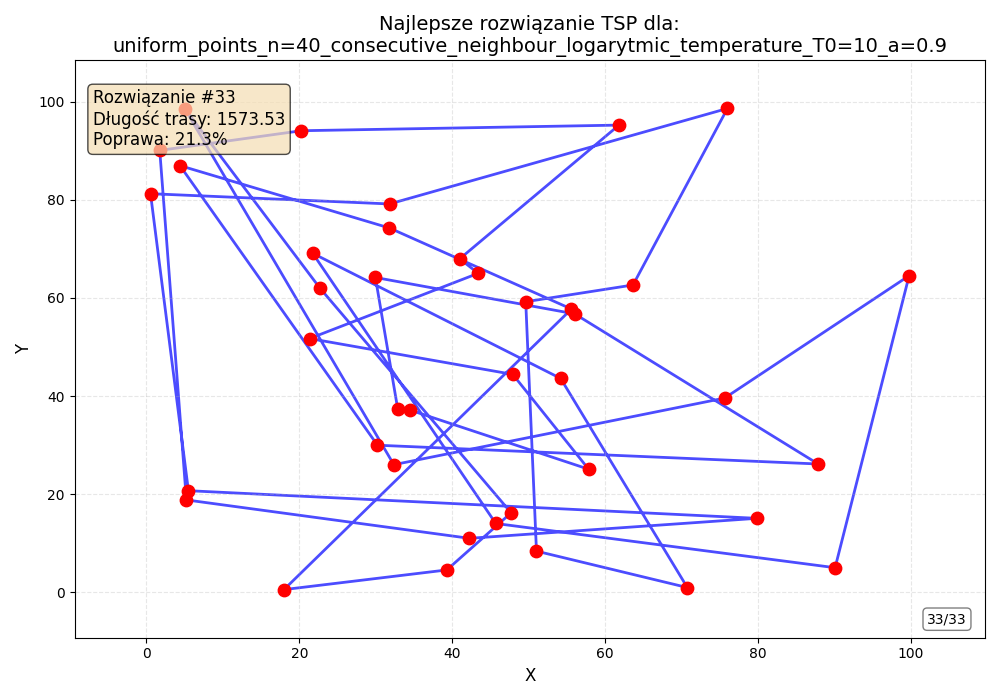 Najlepsze rozwiązanie TSP dla:
uniform_points_n=40_consecutive_neighbour_logarytmic_temperature_T0=10_a=0.9
Rozwiązanie #33
Długość trasy: 1573.53
Poprawa: 21.3%
100
80
60
40
20
0
Y
33/33
0 20 40 60 80 100
X